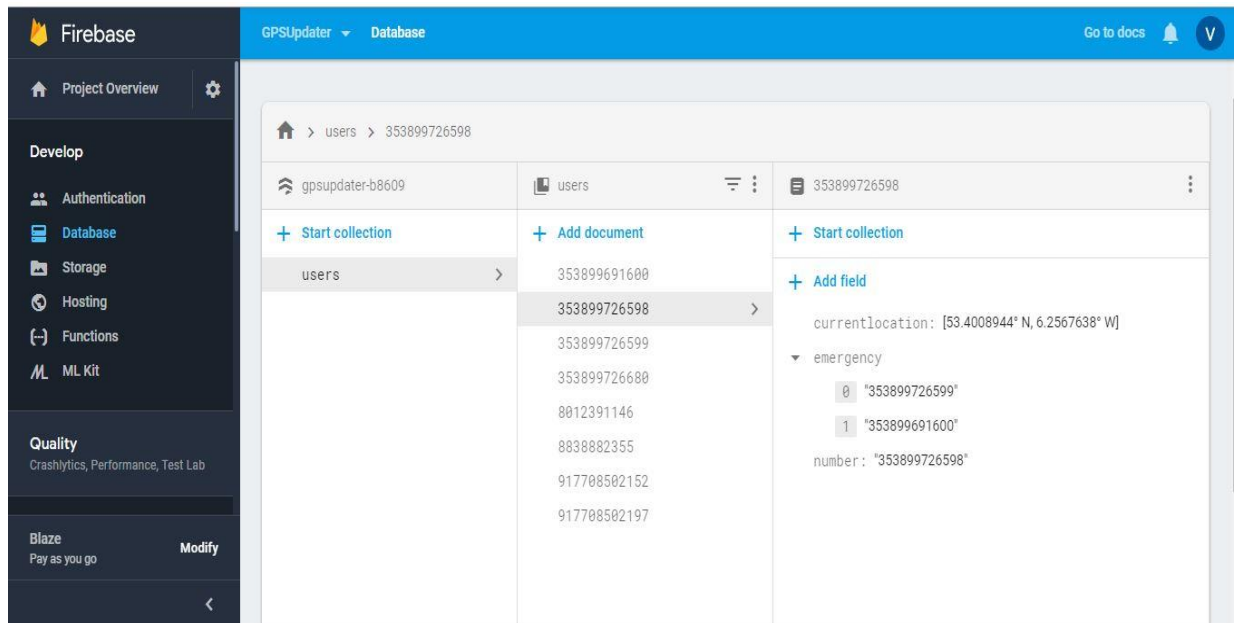 Firebase
Project Overview
Develop
Authentication
Database
Storage
Hosting
Functions
ML Kit
Quality
Crashlytics, Performance, Test Lab
Blaze
Pay as you go
Modify
GPSUpdater Database
Go to docs
V
users > 353899726598
gpsupdater-b8609
+ Start collection
users
users
+ Add document
353899691600
353899726598
353899726599
353899726680
8012391146
8838882355
917708502152
917708502197
353899726598
+ Start collection
+ Add field
currentlocation: [53.4008944° N, 6.2567638° W]
emergency
0 "353899726599"
1 "353899691600"
number: "353899726598"